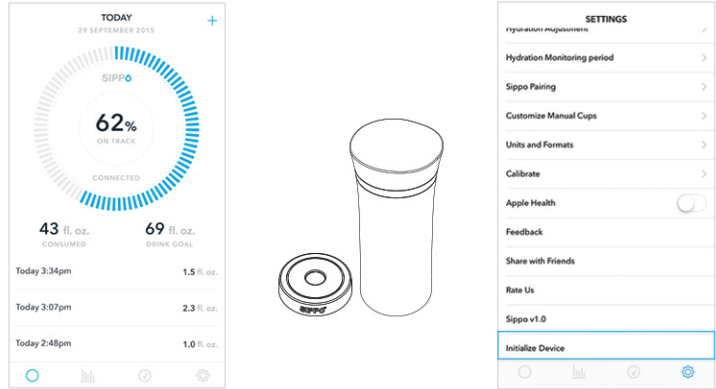 TODAY
29 SEPTEMBER 2015
+
SIPPO
62%
ON TRACK
CONNECTED
43 fl. oz.
CONSUMED
69 fl. oz.
DRINK GOAL
Today 3:34pm 1.5 fl. oz.
Today 3:07pm 2.3 fl. oz.
Today 2:48pm 1.0 fl. oz.
SIPPO
SETTINGS
Hydration Adjustment
Hydration Monitoring period
Sippo Pairing
Customize Manual Cups
Units and Formats
Calibrate
Apple Health
Feedback
Share with Friends
Rate Us
Sippo v1.0
Initialize Device